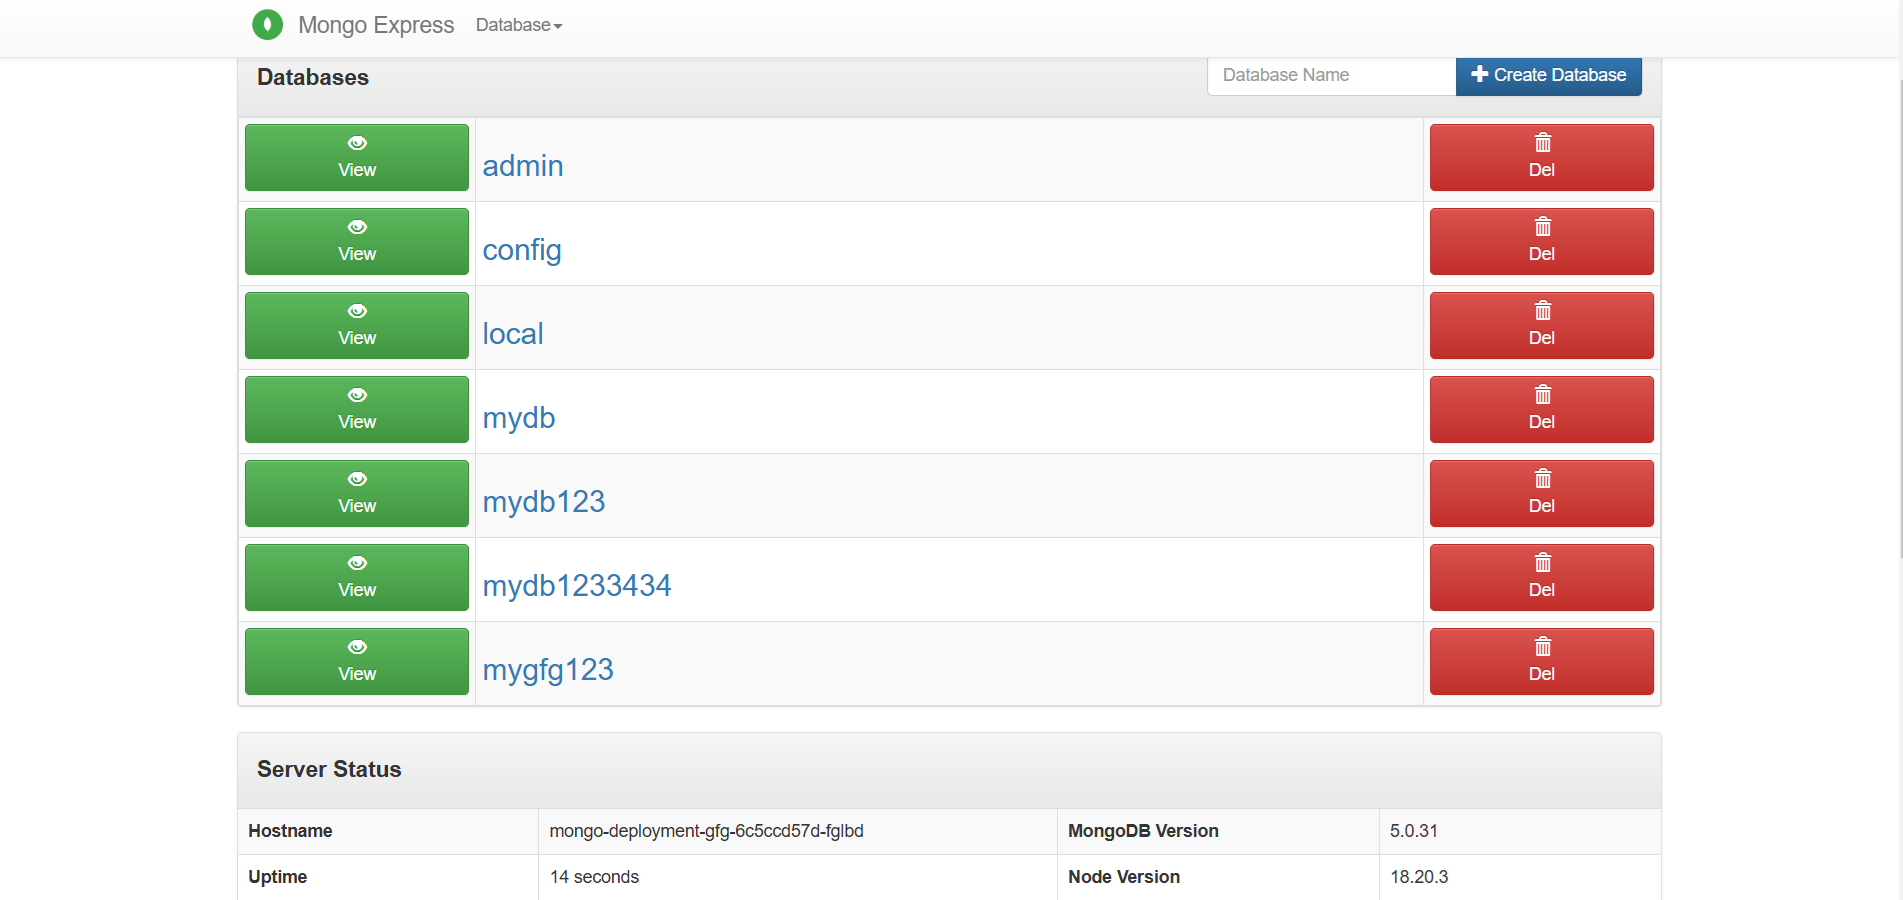 Mongo Express Database
Databases
Database Name
Create Database
View
admin
Del
View
config
Del
View
local
Del
View
mydb
Del
View
mydb123
Del
View
mydb1233434
Del
View
mygfg123
Del
Server Status
Hostname mongo-deployment-gfg-6c5ccd57d-fglbd MongoDB Version 5.0.31
Uptime 14 seconds Node Version 18.20.3